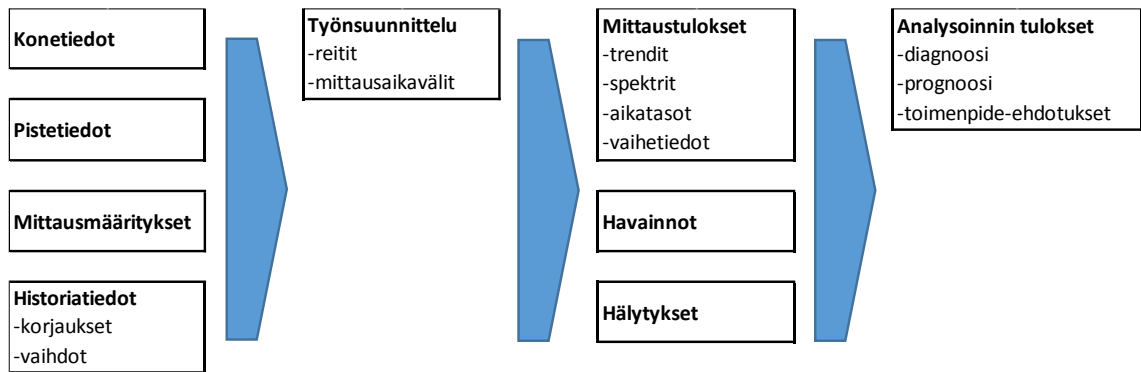 Konetiedot
Pistetiedot
Mittausmääritykset
Historiatiedot
-korjaukset
-vaihdot
Työnsuunnittelu
-reitit
-mittausaikavälit
Mittaustulokset
-trendit
-spektrit
-aikatasot
-vaihetiedot
Havainnot
Hälytykset
Analysoinnin tulokset
-diagnoosi
-prognoosi
-toimenpide-ehdotukset